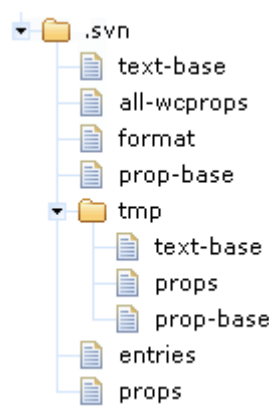 .svn
text-base
all-wcprops
format
prop-base
tmp
text-base
props
prop-base
entries
props